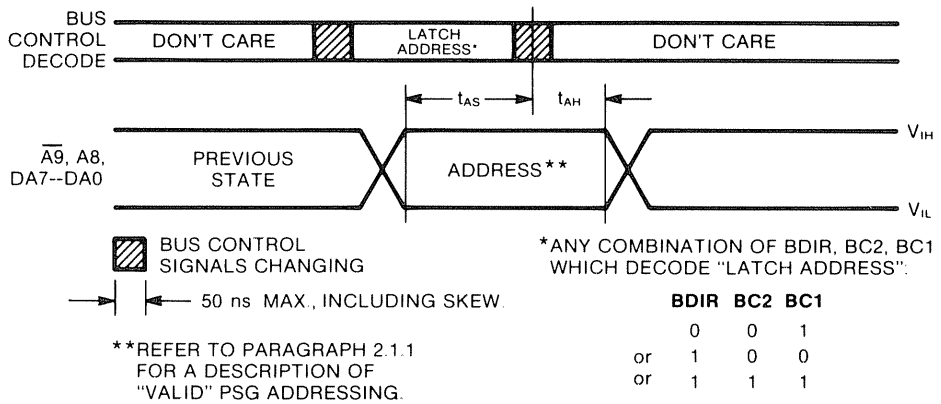 BUS
CONTROL
DECODE
DON'T CARE
LATCH
ADDRESS*
DON'T CARE
tAS
tAH
A9, A8,
DA7--DA0
PREVIOUS
STATE
ADDRESS**
VIH
VIL
BUS CONTROL
SIGNALS CHANGING
50 ns MAX., INCLUDING SKEW.
**REFER TO PARAGRAPH 2.1.1
FOR A DESCRIPTION OF
"VALID" PSG ADDRESSING.
*ANY COMBINATION OF BDIR, BC2, BC1
WHICH DECODE "LATCH ADDRESS":
BDIR BC2 BC1
0 0 1
or 1 0 0
or 1 1 1